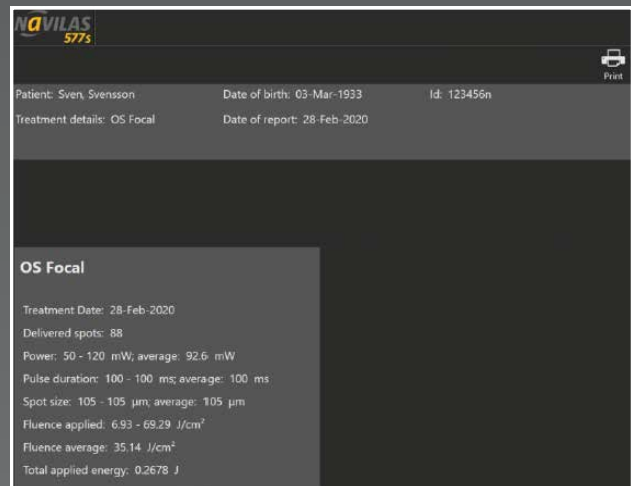 NAVILAS
577s
Print
Patient: Sven, Svensson Date of birth: 03-Mar-1933 Id: 123456n
Treatment details: OS Focal Date of report: 28-Feb-2020
OS Focal
Treatment Date: 28-Feb-2020
Delivered spots: 88
Power: 50 - 120 mW; average: 92.6 mW
Pulse duration: 100 - 100 ms; average: 100 ms
Spot size: 105 - 105 µm; average: 105 µm
Fluence applied: 6.93 - 69.29 J/cm²
Fluence average: 35.14 J/cm²
Total applied energy: 0.2678 J